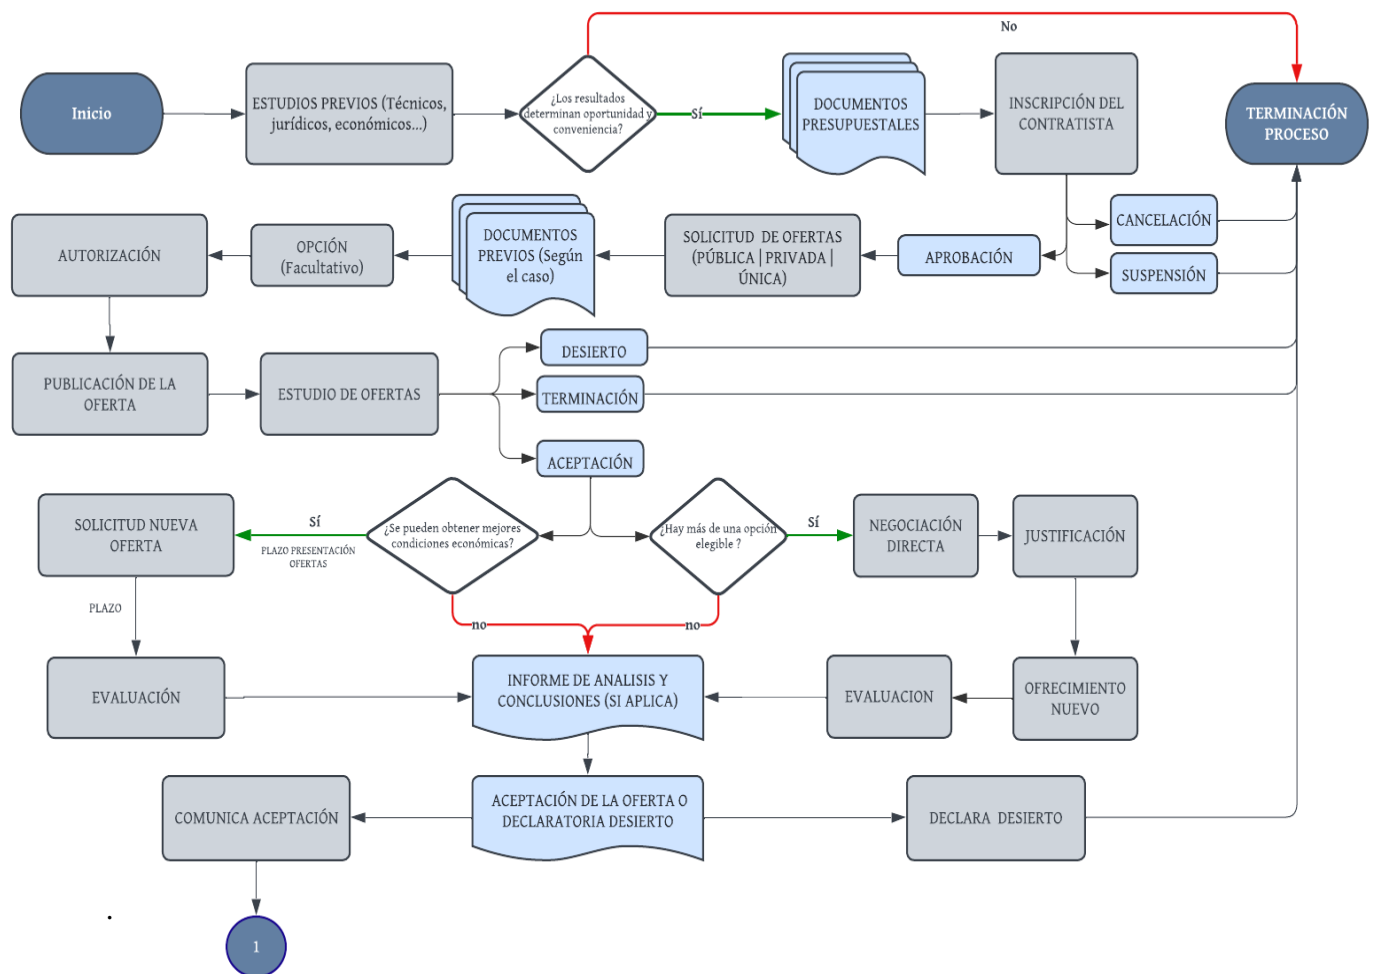 No
Inicio
ESTUDIOS PREVIOS (Técnicos,
jurídicos, económicos...)
¿Los resultados
determinan oportunidad y
conveniencia?
Sí
DOCUMENTOS
PRESUPUESTALES
INSCRIPCIÓN DEL
CONTRATISTA
TERMINACIÓN
PROCESO
CANCELACIÓN
SUSPENSIÓN
APROBACIÓN
SOLICITUD DE OFERTAS
(PÚBLICA | PRIVADA |
ÚNICA)
DOCUMENTOS
PREVIOS (Según
el caso)
OPCIÓN
(Facultativo)
AUTORIZACIÓN
PUBLICACIÓN DE LA
OFERTA
ESTUDIO DE OFERTAS
DESIERTO
TERMINACIÓN
ACEPTACIÓN
¿Se pueden obtener mejores
condiciones económicas?
Sí
PLAZO PRESENTACIÓN
OFERTAS
SOLICITUD NUEVA
OFERTA
PLAZO
EVALUACIÓN
¿Hay más de una opción
elegible ?
Sí
NEGOCIACIÓN
DIRECTA
JUSTIFICACIÓN
OFRECIMIENTO
NUEVO
EVALUACION
no
no
INFORME DE ANALISIS Y
CONCLUSIONES (SI APLICA)
ACEPTACIÓN DE LA OFERTA O
DECLARATORIA DESIERTO
COMUNICA ACEPTACIÓN
DECLARA DESIERTO
1
.